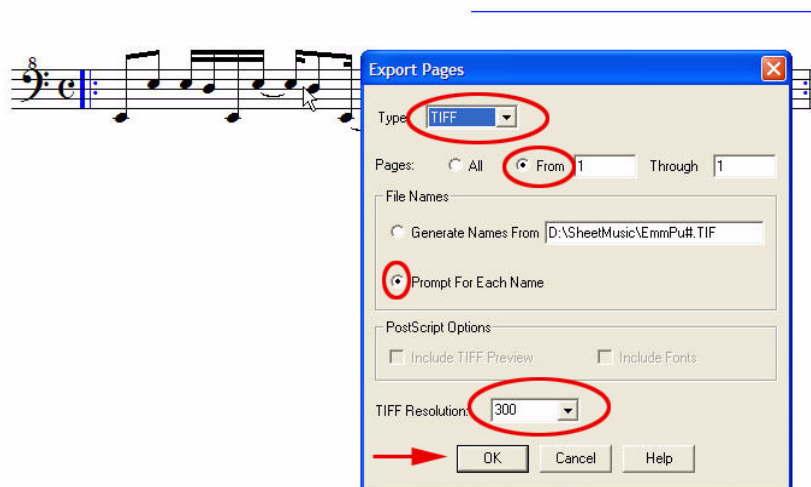 8
Export Pages
Type TIFF
Pages: All From 1 Through 1
File Names
Generate Names From D:\SheetMusic\EmmPu#.TIF
Prompt For Each Name
PostScript Options
Include TIFF Preview Include Fonts
TIFF Resolution: 300
OK Cancel Help